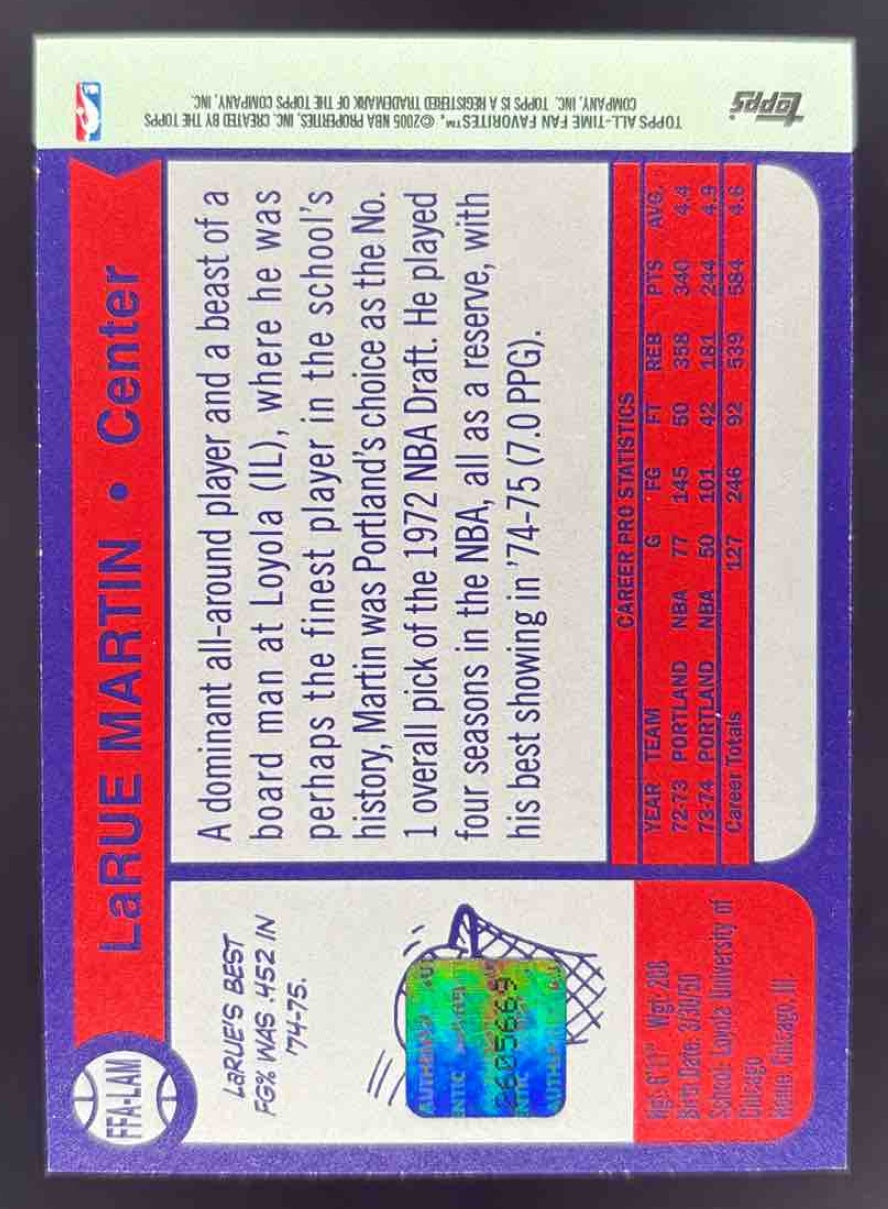 FFA-LAM
LaRUE MARTIN • Center
LaRUE'S BEST
FG% WAS .452 IN
'74-75.
A dominant all-around player and a beast of a
board man at Loyola (IL), where he was
perhaps the finest player in the school's
history, Martin was Portland's choice as the No.
1 overall pick of the 1972 NBA Draft. He played
four seasons in the NBA, all as a reserve, with
his best showing in '74-75 (7.0 PPG).
CAREER PRO STATISTICS
YEAR TEAM G FG FT REB PTS AVG.
72-73 PORTLAND NBA 77 145 50 358 340 4.4
73-74 PORTLAND NBA 50 101 42 181 244 4.9
Career Totals 127 246 92 539 584 4.6
Hgt: 6'11" Wgt: 208
Birth Date: 3/30/50
School: Loyola University of
Chicago
Home: Chicago, Ill.
AUTHENTIC
2605669
TOPPS ALL-TIME FAN FAVORITES™. ©2005 NBA PROPERTIES, INC. CREATED BY THE TOPPS
COMPANY, INC. TOPPS IS A REGISTERED TRADEMARK OF THE TOPPS COMPANY, INC.
topps